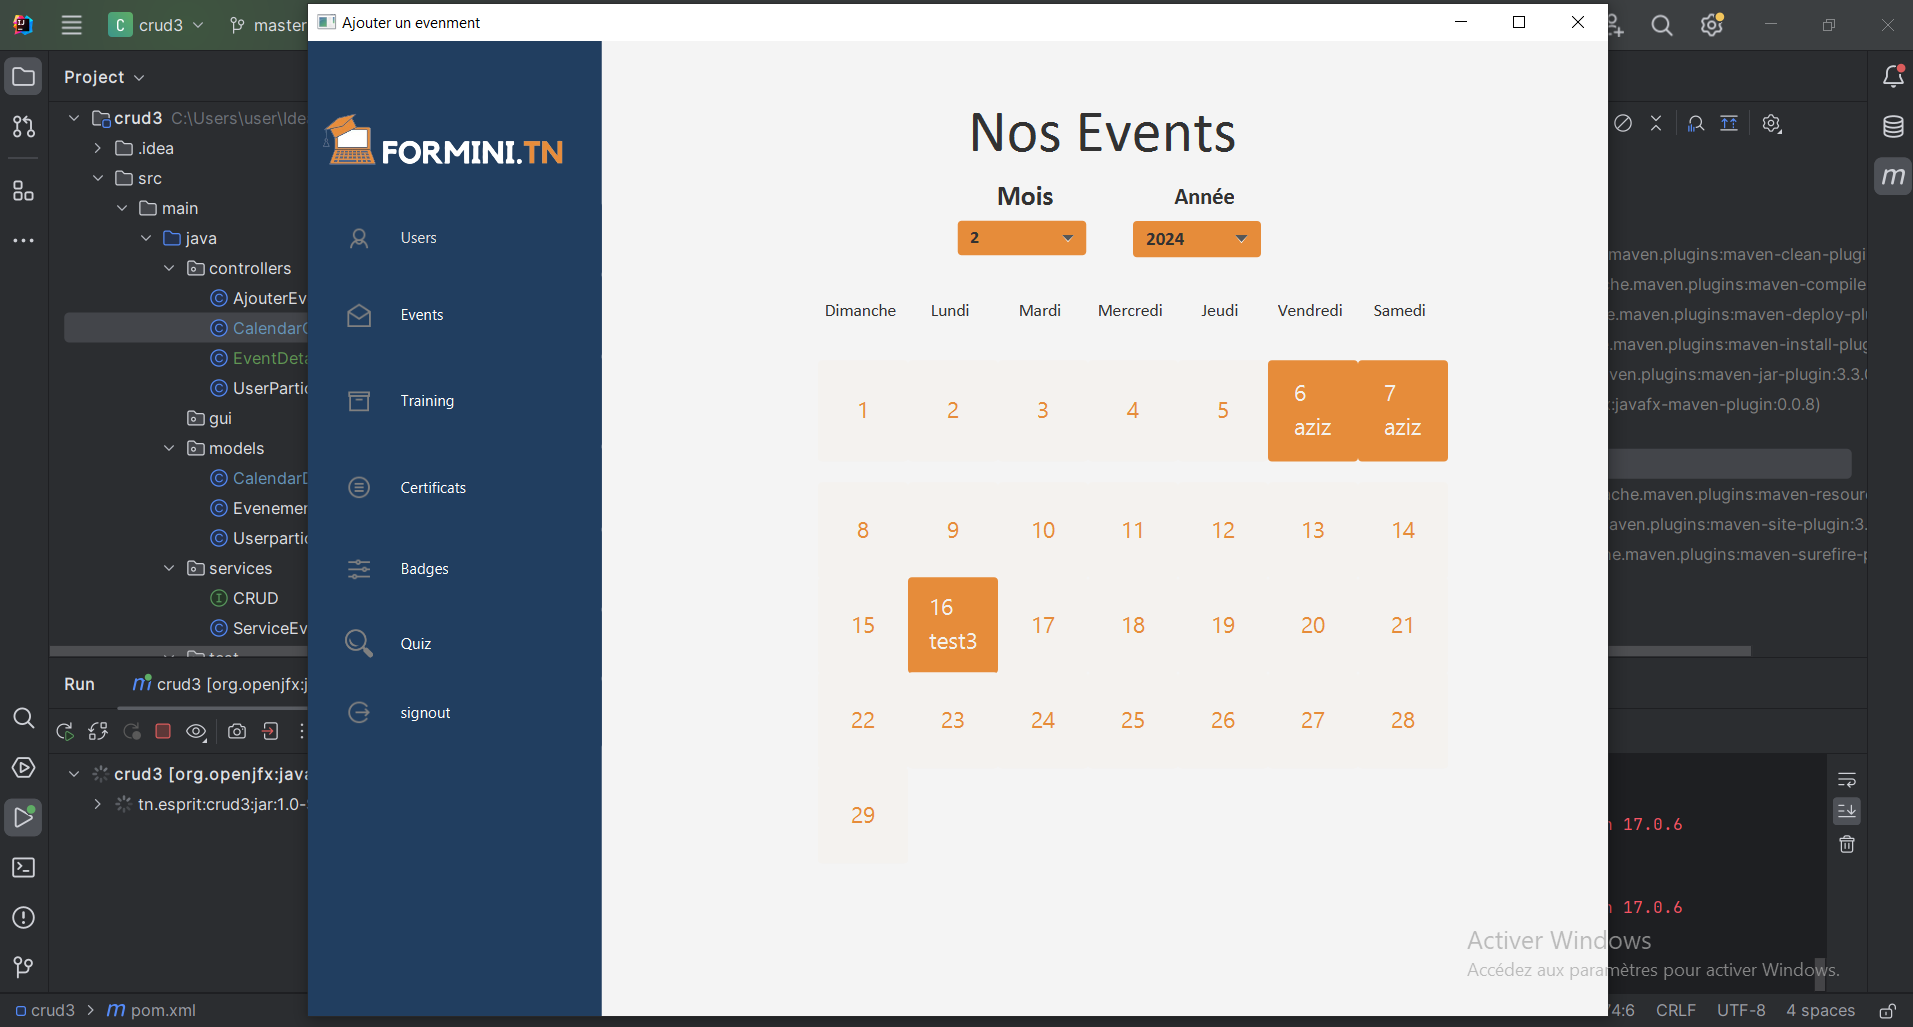 crud3
master
Ajouter un evenment
Project
crud3 C:\Users\user\Ide
.idea
src
main
java
controllers
AjouterEv
Calendar
EventDeta
UserPartic
gui
models
Evenemer
Userpartic
services
CRUD
ServiceEv
test
FORMINI.TN
Users
Events
Training
Certificats
Badges
Quiz
signout
Nos Events
Mois
Année
2
2024
Dimanche Lundi Mardi Mercredi Jeudi Vendredi Samedi
1 2 3 4 5 6 7
aziz aziz
8 9 10 11 12 13 14
15 16 17 18 19 20 21
test3
22 23 24 25 26 27 28
29
maven.plugins:maven-clean-plugi
he.maven.plugins:maven-compile
e.maven.plugins:maven-deploy-pl
.maven.plugins:maven-install-plug
ven.plugins:maven-jar-plugin:3.3.0
:javafx-maven-plugin:0.0.8)
che.maven.plugins:maven-resour
aven.plugins:maven-site-plugin:3.
e.maven.plugins:maven-surefire-p
Run
crud3 [org.openjfx:j
crud3 [org.openjfx:java
tn.esprit:crud3:jar:1.0-
17.0.6
17.0.6
Activer Windows
Accédez aux paramètres pour activer Windows.
crud3 > pom.xml
74:6 CRLF UTF-8 4 spaces